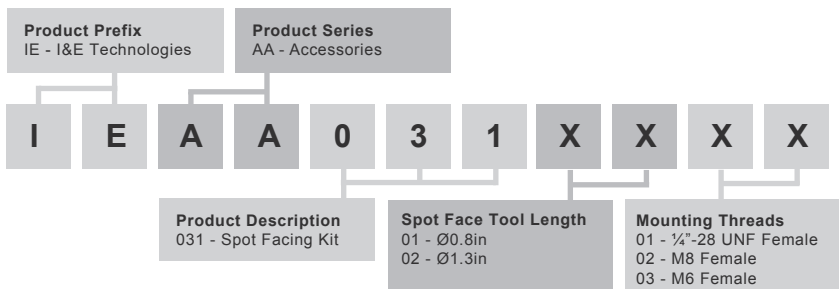 Product Prefix
IE - I&E Technologies
Product Series
AA - Accessories
I E A A 0 3 1 X X X X
Product Description
031 - Spot Facing Kit
Spot Face Tool Length
01 - Ø0.8in
02 - Ø1.3in
Mounting Threads
01 - ¼”-28 UNF Female
02 - M8 Female
03 - M6 Female